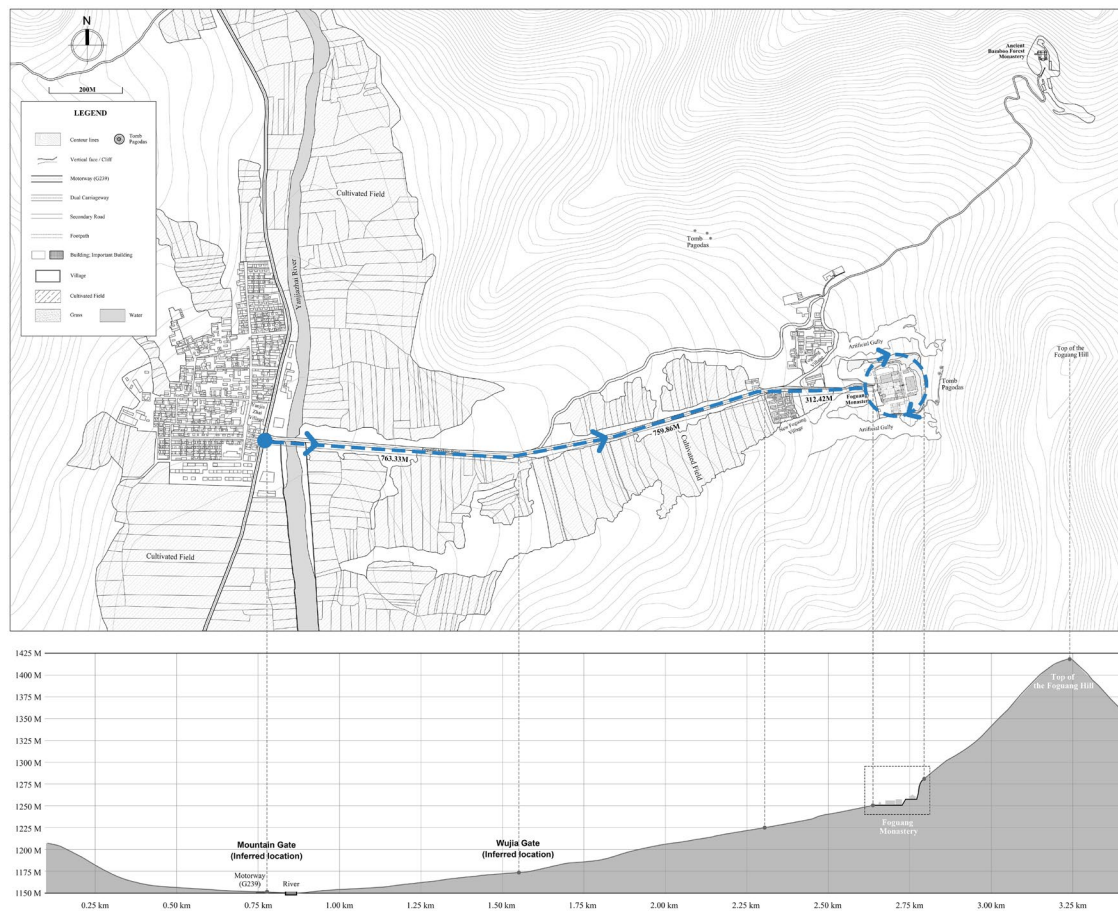 N
200M
LEGEND
Contour lines
Tomb
Pagodas
Vertical face / Cliff
Motorway (G239)
Dual Carriageway
Secondary Road
Footpath
Building; Important Building
Village
Cultivated Field
Grass
Water
Ancient
Bamboo Forest
Monastery
Cultivated Field
Tomb
Pagodas
Yanjiazhai River
Top of the
Foguang Hill
Artificial Gully
Tomb
Pagodas
Foguang
Monastery
312.42M
759.86M
763.33M
New Foguang
Village
Artificial Gully
Cultivated Field
Cultivated Field
1425 M
1400 M
1375 M
1350 M
1325 M
1300 M
1275 M
1250 M
1225 M
1200 M
1175 M
1150 M
Top of
the Foguang Hill
Foguang
Monastery
Mountain Gate
(Inferred location)
Motorway
(G239)
River
Wujia Gate
(Inferred location)
0.25 km
0.50 km
0.75 km
1.00 km
1.25 km
1.50 km
1.75 km
2.00 km
2.25 km
2.50 km
2.75 km
3.00 km
3.25 km